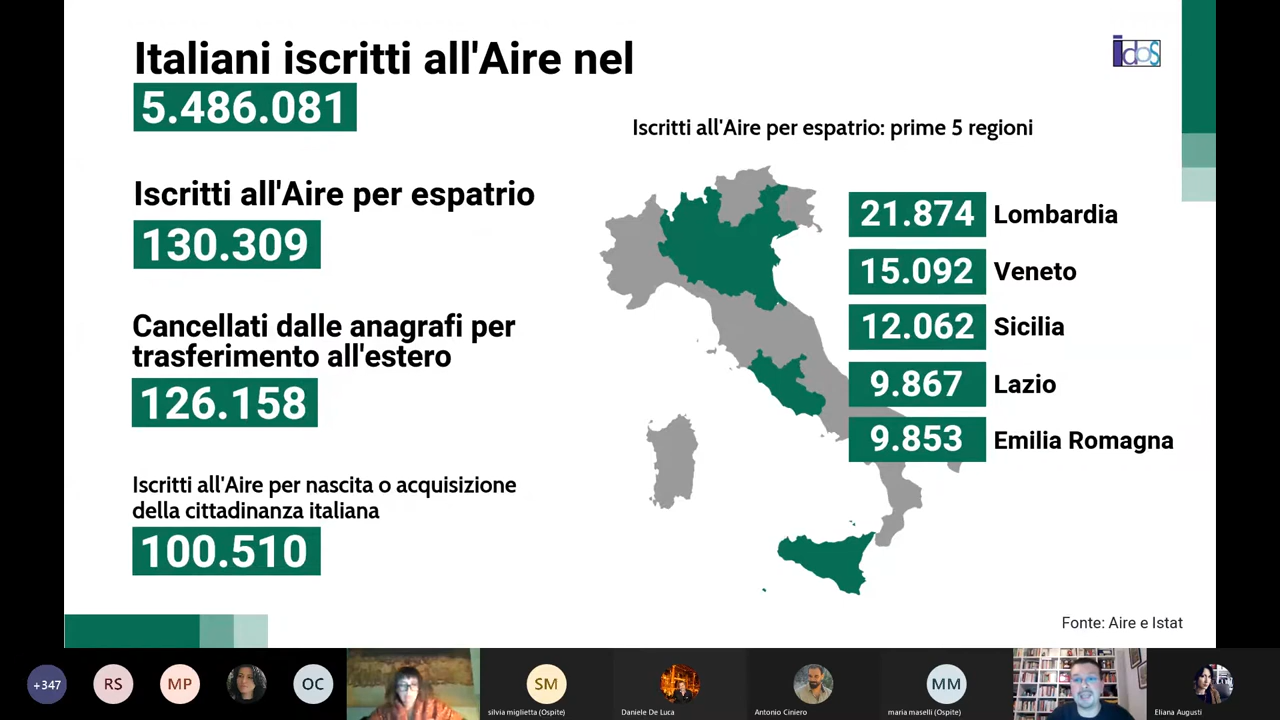 Italiani iscritti all'Aire nel
5.486.081
idos
Iscritti all'Aire per espatrio
130.309
Cancellati dalle anagrafi per
trasferimento all'estero
126.158
Iscritti all'Aire per nascita o acquisizione
della cittadinanza italiana
100.510
Iscritti all'Aire per espatrio: prime 5 regioni
21.874 Lombardia
15.092 Veneto
12.062 Sicilia
9.867 Lazio
9.853 Emilia Romagna
Fonte: Aire e Istat
+347
RS
MP
OC
SM
silvia miglietta (Ospite)
Daniele De Luca
Antonio Ciniero
MM
maria maselli (Ospite)
Eliana Augusti